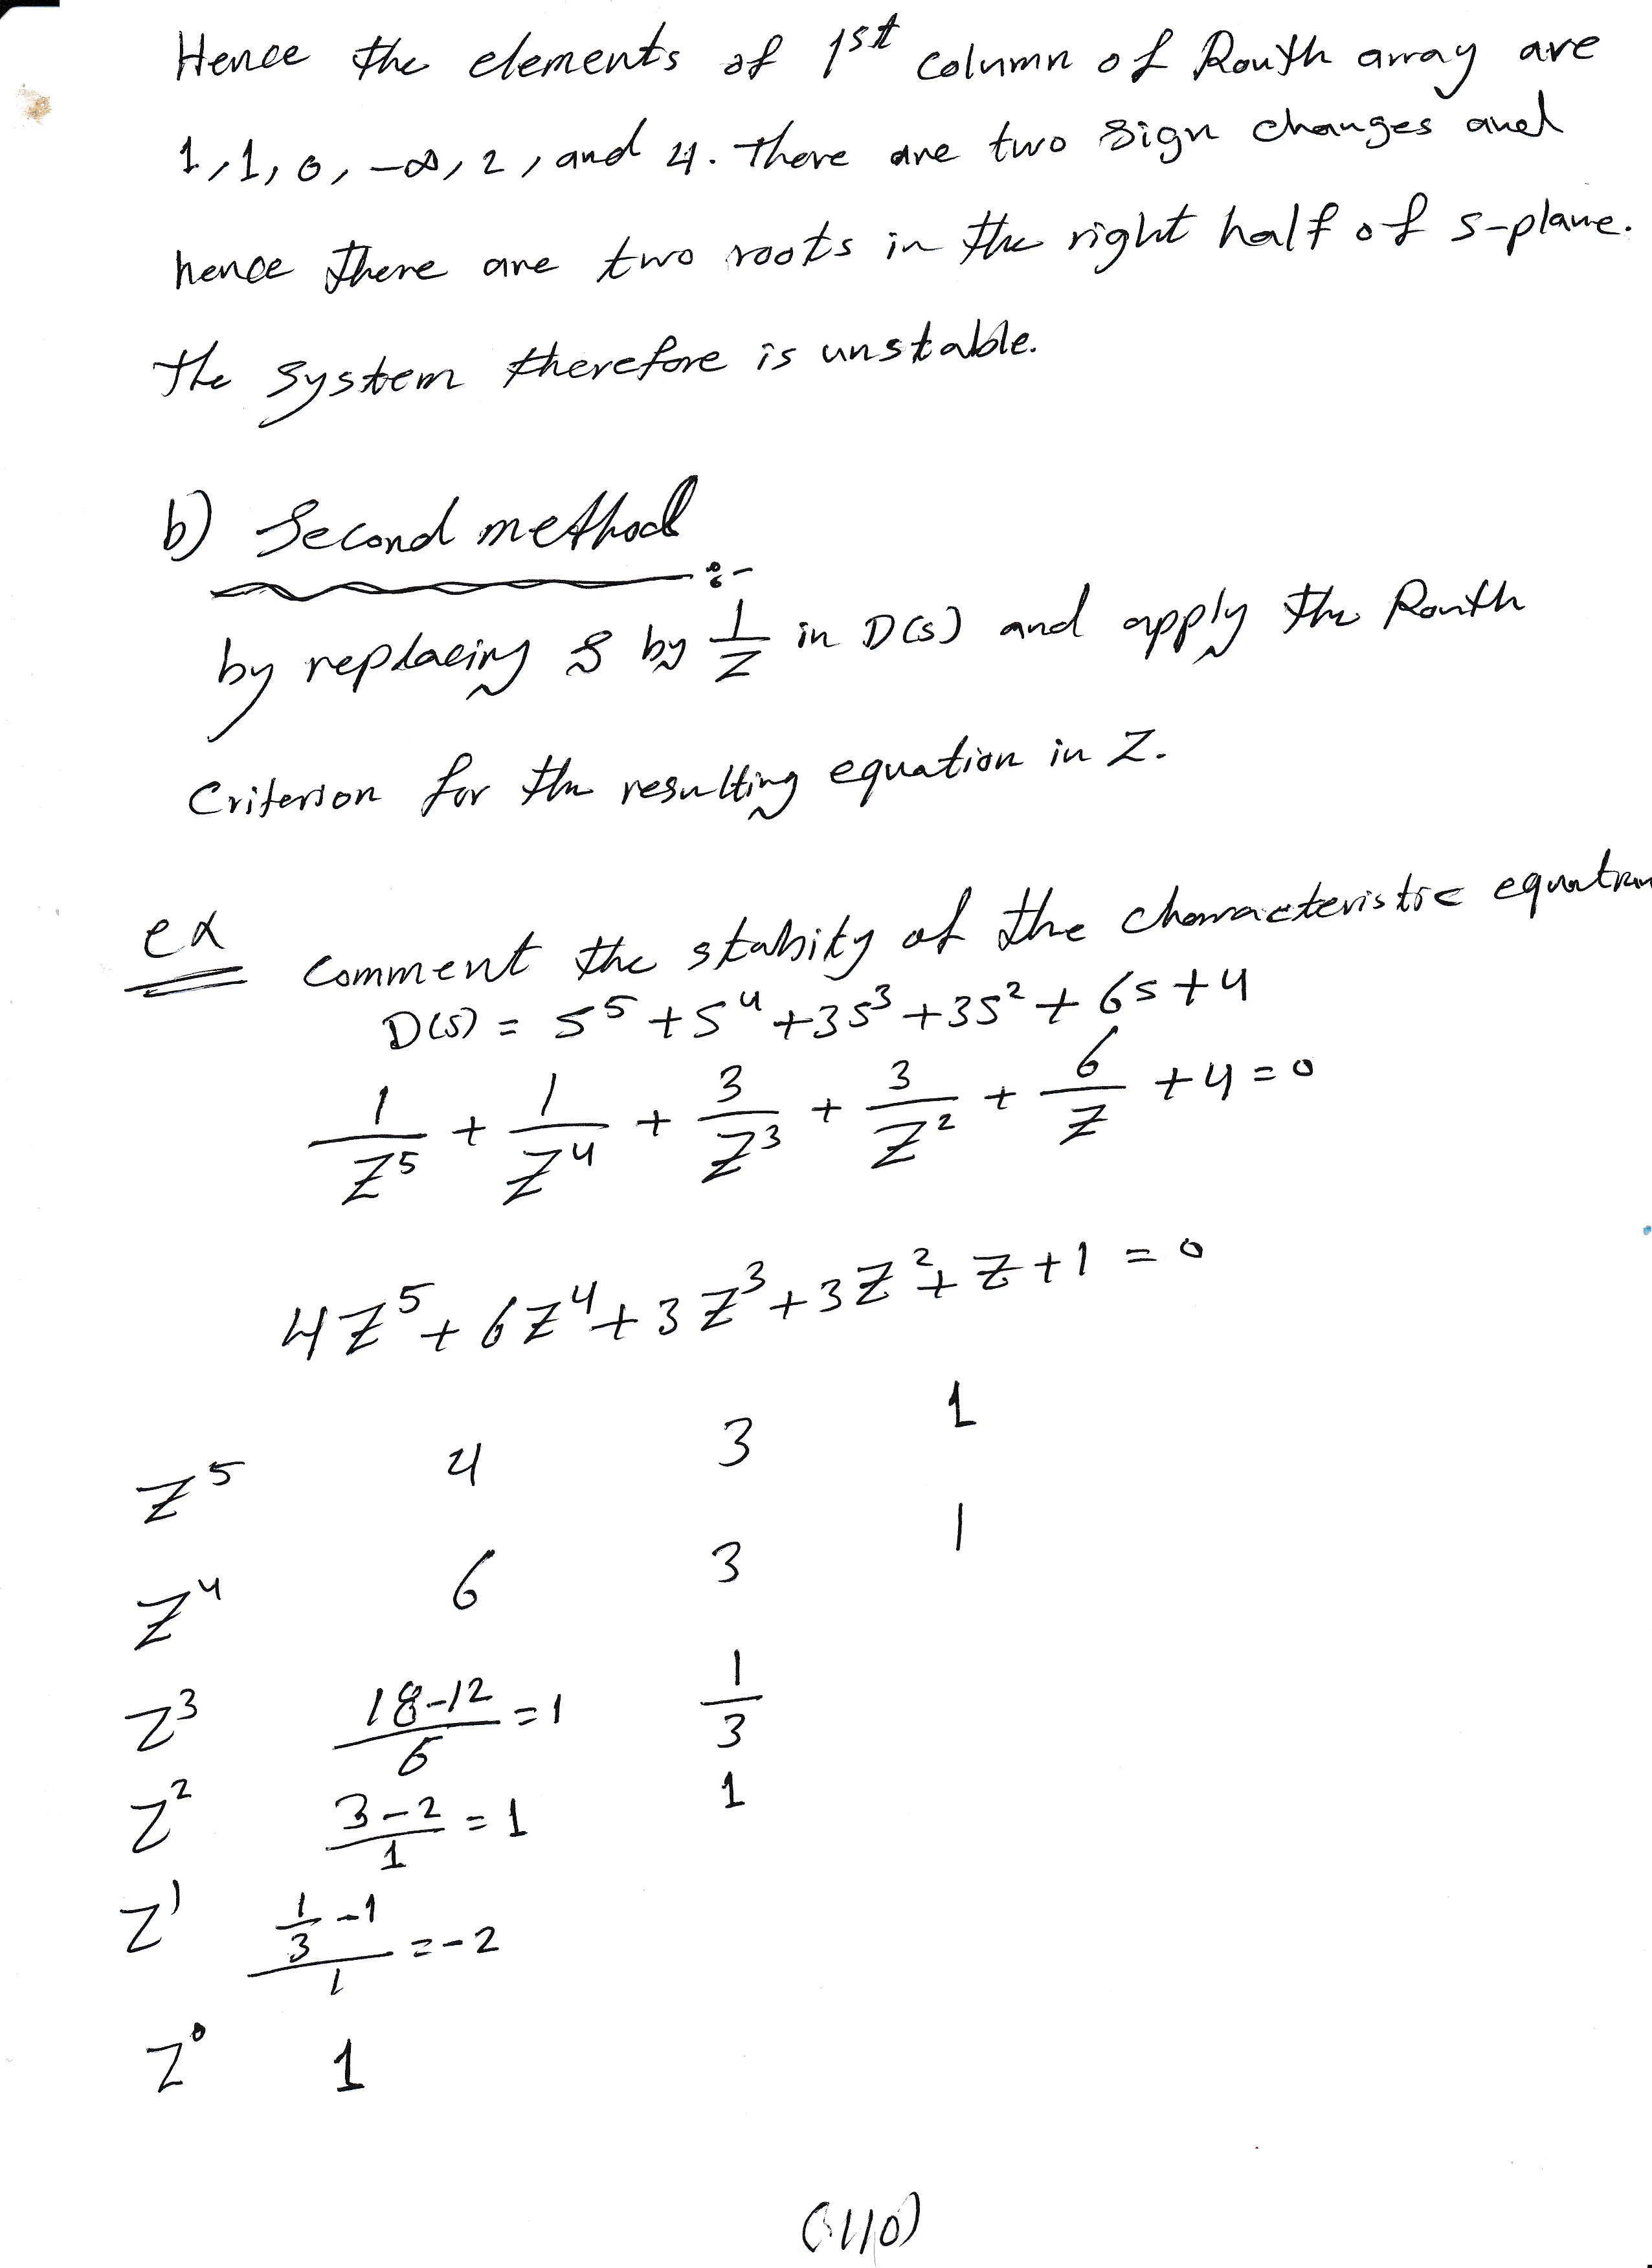 Hence the elements of 1st column of Routh array are
1, 1, 0, -∞, 2, and 4. There are two sign changes and
hence there are two roots in the right half of s-plane.
the system therefore is unstable.
b) Second method :-
by replacing S by 1/Z in D(s) and apply the Routh
Criterion for the resulting equation in Z.
ex comment the stabity of the characteristic equation
D(s) = s^5 + s^4 + 3s^3 + 3s^2 + 6s + 4
1/Z^5 + 1/Z^4 + 3/Z^3 + 3/Z^2 + 6/Z + 4 = 0
4Z^5 + 6Z^4 + 3Z^3 + 3Z^2 + Z + 1 = 0
Z^5 4 3 1
Z^4 6 3 1
Z^3 (18-12)/6 = 1 1/3
Z^2 (3-2)/1 = 1 1
Z^1 (1/3 - 1)/1 = -2
Z^0 1